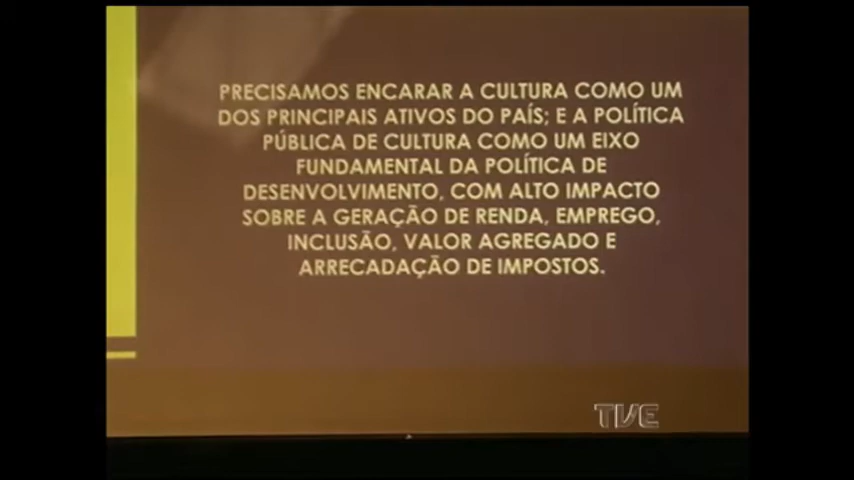 PRECISAMOS ENCARAR A CULTURA COMO UM
DOS PRINCIPAIS ATIVOS DO PAÍS; E A POLÍTICA
PÚBLICA DE CULTURA COMO UM EIXO
FUNDAMENTAL DA POLÍTICA DE
DESENVOLVIMENTO, COM ALTO IMPACTO
SOBRE A GERAÇÃO DE RENDA, EMPREGO,
INCLUSÃO, VALOR AGREGADO E
ARRECADAÇÃO DE IMPOSTOS.
TVE